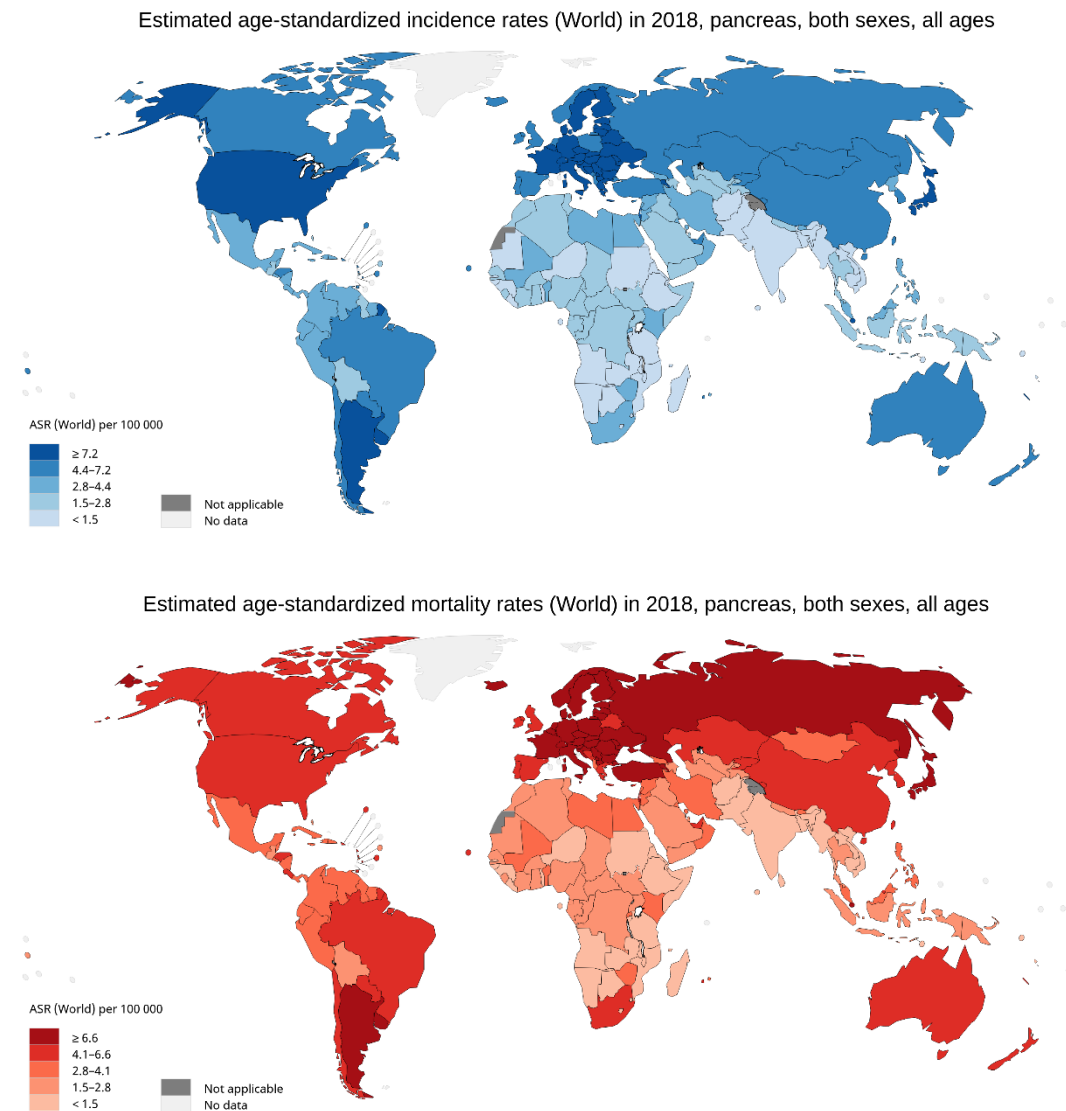 Estimated age-standardized incidence rates (World) in 2018, pancreas, both sexes, all ages
ASR (World) per 100 000
≥ 7.2
4.4–7.2
2.8–4.4
1.5–2.8
< 1.5
Not applicable
No data
Estimated age-standardized mortality rates (World) in 2018, pancreas, both sexes, all ages
ASR (World) per 100 000
≥ 6.6
4.1–6.6
2.8–4.1
1.5–2.8
< 1.5
Not applicable
No data